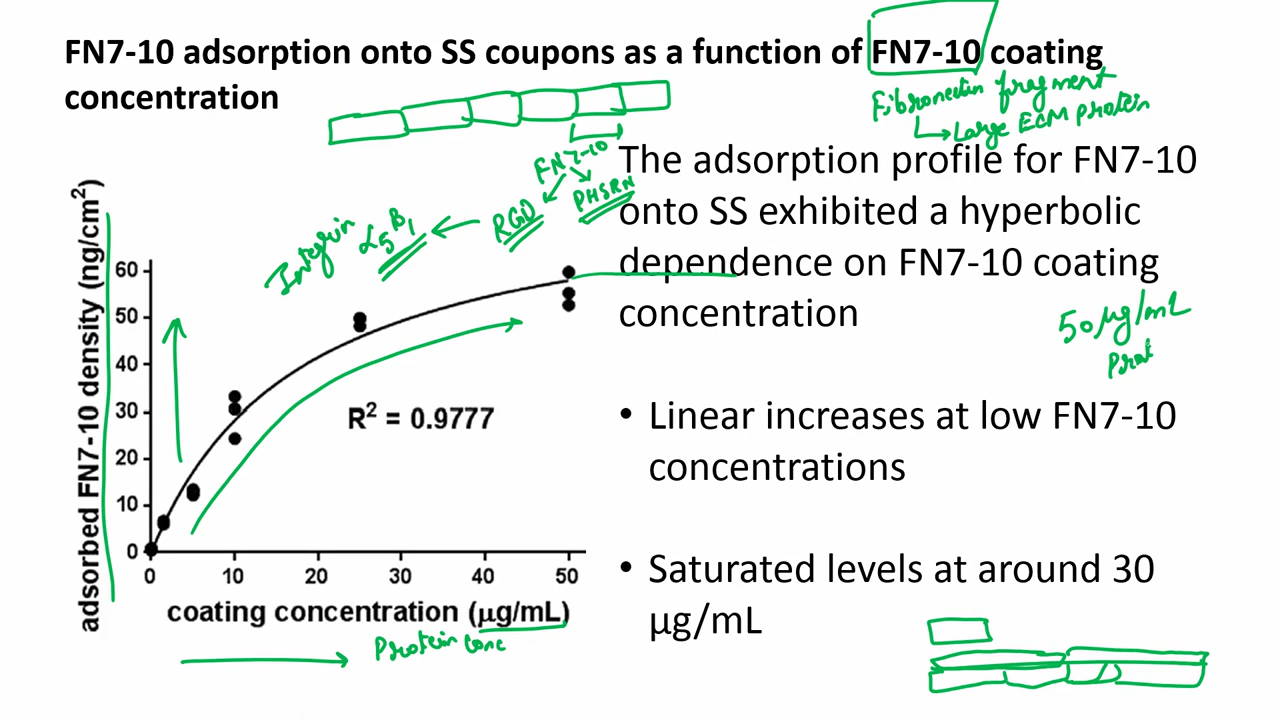 FN7-10 adsorption onto SS coupons as a function of FN7-10 coating
concentration
Fibronectin fragment
Large ECM protein
FN7-10
RGD
PHSRN
Integrin α5 β1
The adsorption profile for FN7-10
onto SS exhibited a hyperbolic
dependence on FN7-10 coating
concentration
50 μg/mL
Prot
• Linear increases at low FN7-10
concentrations
• Saturated levels at around 30
μg/mL
adsorbed FN7-10 density (ng/cm²)
60
50
40
30
20
10
0
R² = 0.9777
0 10 20 30 40 50
coating concentration (μg/mL)
Protein conc